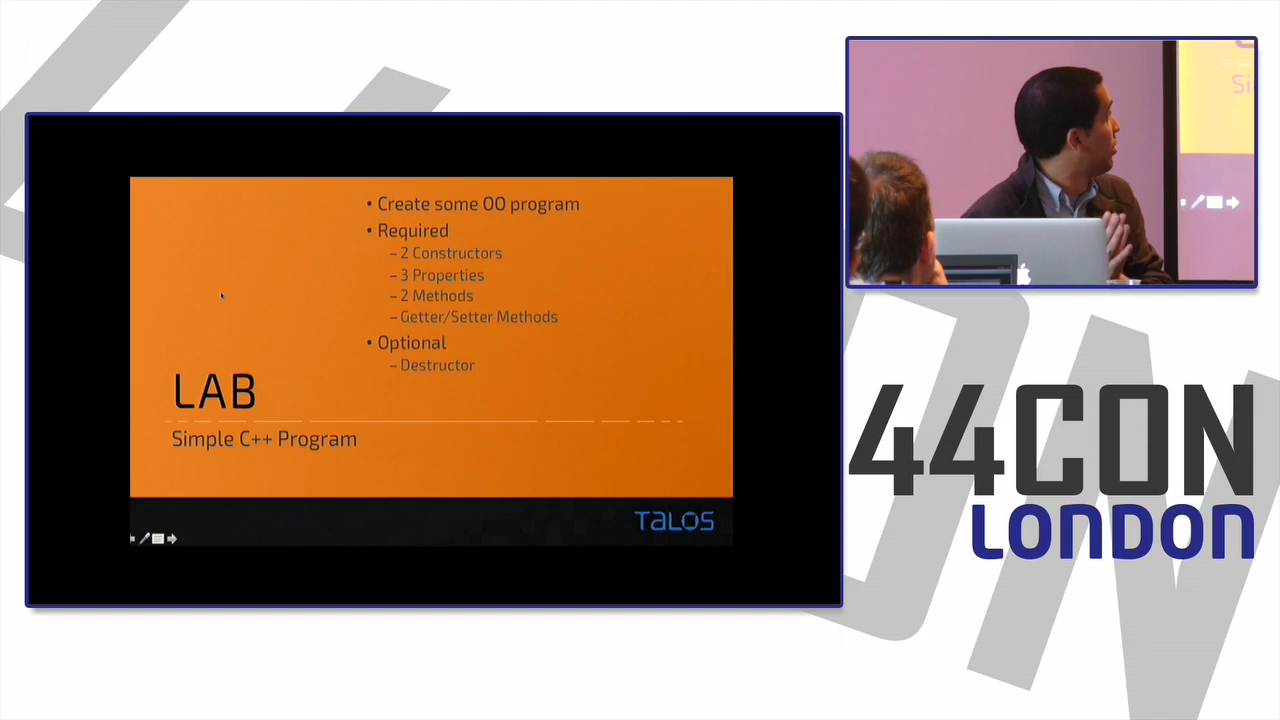 • Create some OO program
• Required
– 2 Constructors
– 3 Properties
– 2 Methods
– Getter/Setter Methods
• Optional
– Destructor
LAB
Simple C++ Program
TALOS
Si
44CON
LONDON